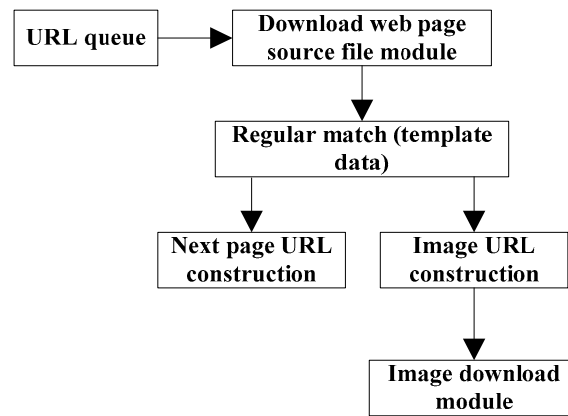 URL queue
Download web page
source file module
Regular match (template
data)
Next page URL
construction
Image URL
construction
Image download
module